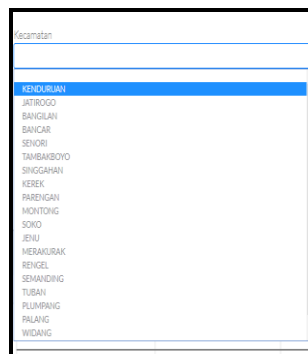 Kecamatan
KENDURUAN
JATIROGO
BANGILAN
BANCAR
SENORI
TAMBAKBOYO
SINGGAHAN
KEREK
PARENGAN
MONTONG
SOKO
JENU
MERAKURAK
RENGEL
SEMANDING
TUBAN
PLUMPANG
PALANG
WIDANG